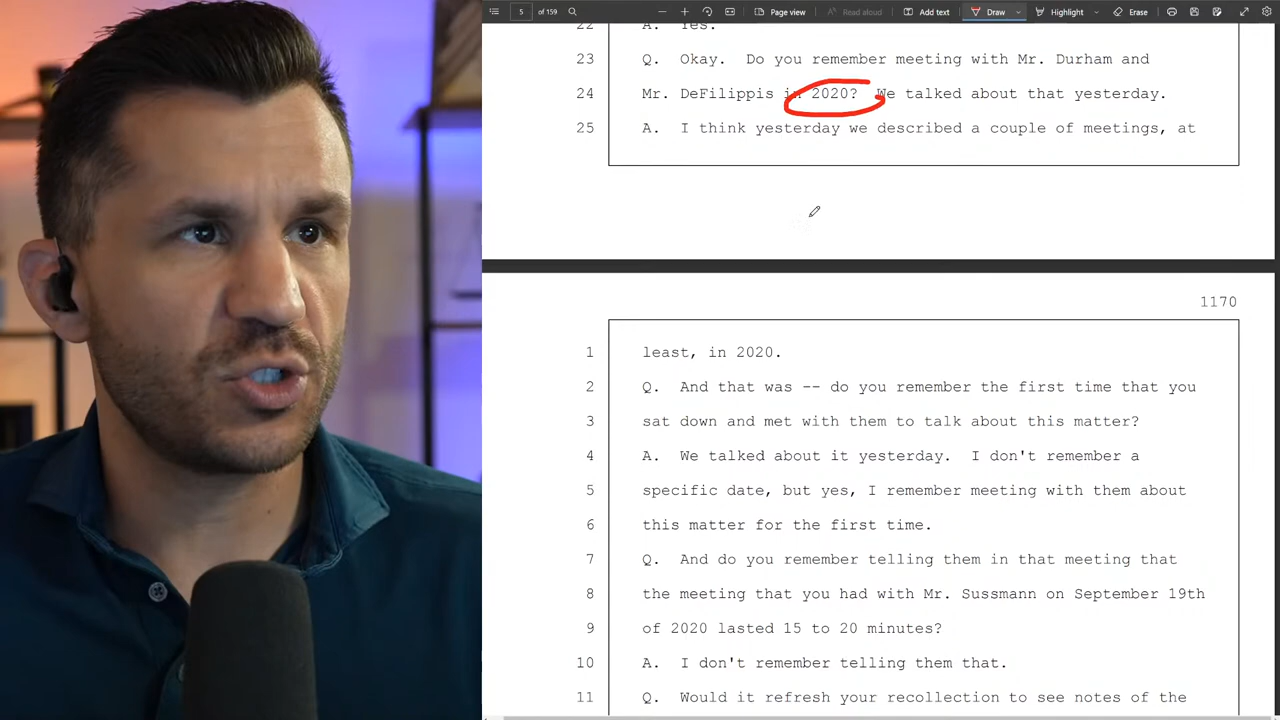 5 of 159 Page view Read aloud Add text Draw Highlight Erase
22 A. Yes.
23 Q. Okay. Do you remember meeting with Mr. Durham and
24 Mr. DeFilippis in 2020? We talked about that yesterday.
25 A. I think yesterday we described a couple of meetings, at
1170
1 least, in 2020.
2 Q. And that was -- do you remember the first time that you
3 sat down and met with them to talk about this matter?
4 A. We talked about it yesterday. I don't remember a
5 specific date, but yes, I remember meeting with them about
6 this matter for the first time.
7 Q. And do you remember telling them in that meeting that
8 the meeting that you had with Mr. Sussmann on September 19th
9 of 2020 lasted 15 to 20 minutes?
10 A. I don't remember telling them that.
11 Q. Would it refresh your recollection to see notes of the